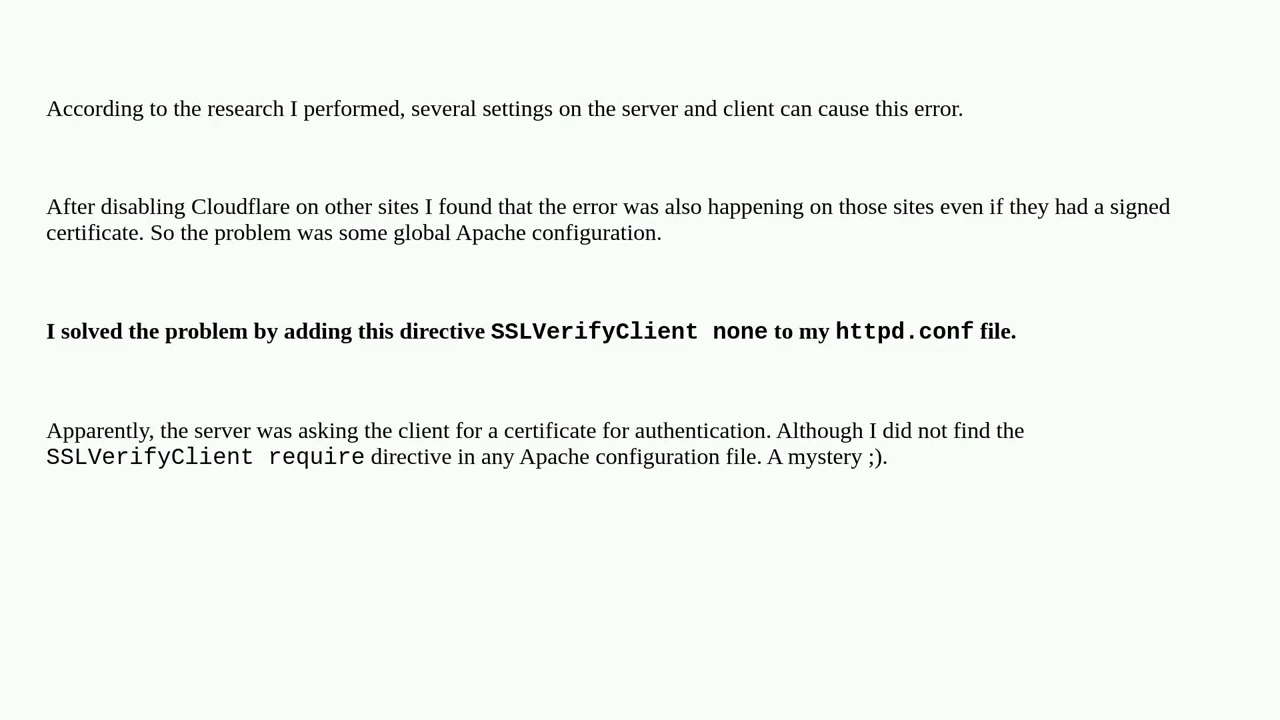 According to the research I performed, several settings on the server and client can cause this error.
After disabling Cloudflare on other sites I found that the error was also happening on those sites even if they had a signed
certificate. So the problem was some global Apache configuration.
I solved the problem by adding this directive SSLVerifyClient none to my httpd.conf file.
Apparently, the server was asking the client for a certificate for authentication. Although I did not find the
SSLVerifyClient require directive in any Apache configuration file. A mystery ;).